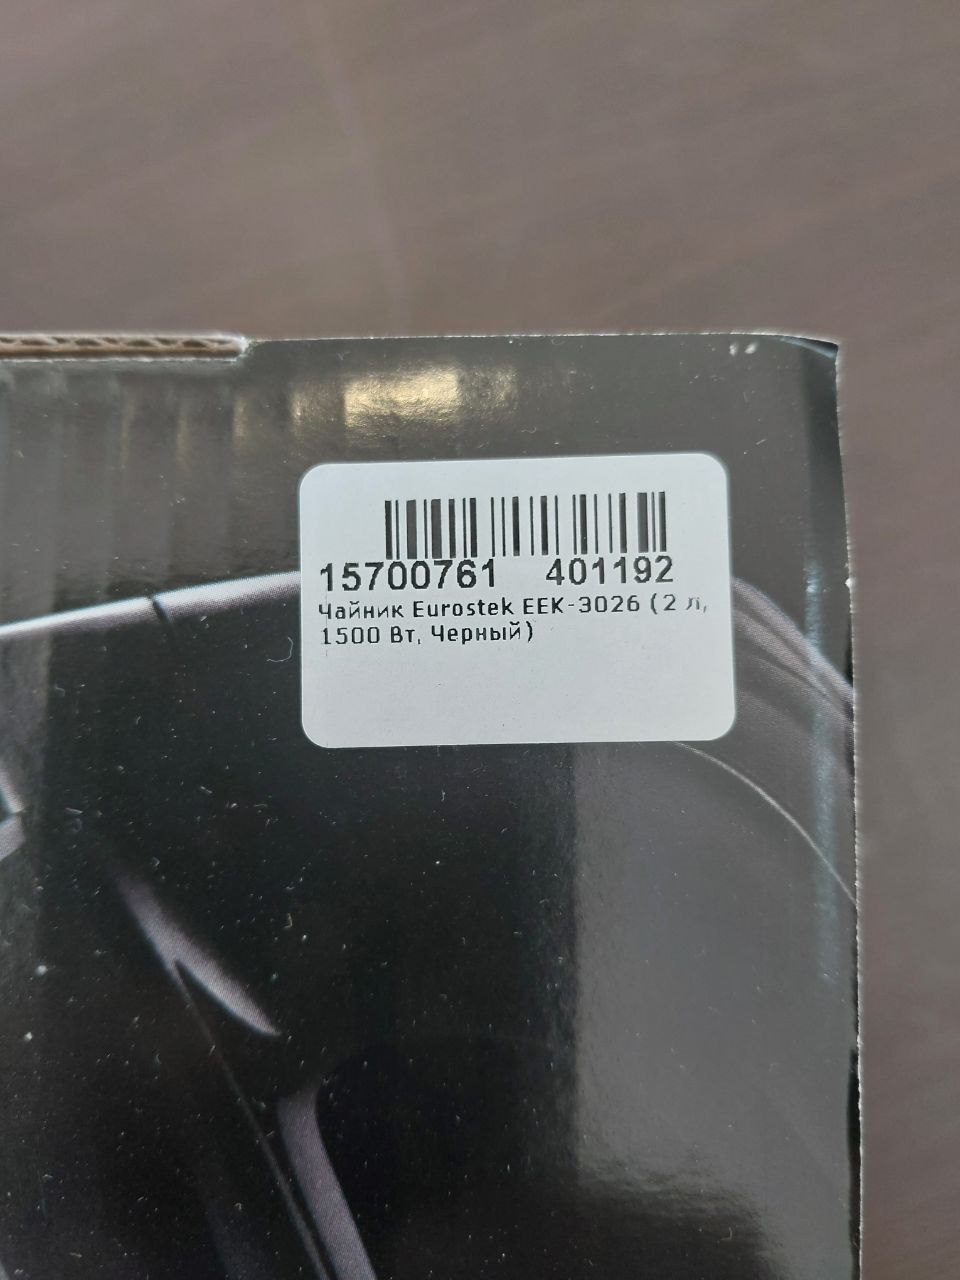 15700761 401192
Чайник Eurostek EEK-3026 (2 л,
1500 Вт, Черный)